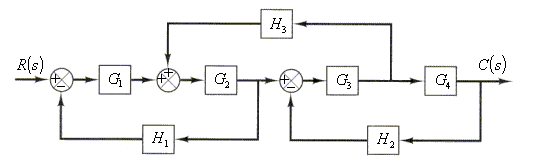 H₃
R(s)
C(s)
+
−
G₁
+
+
G₂
+
−
G₃
G₄
H₁
H₂